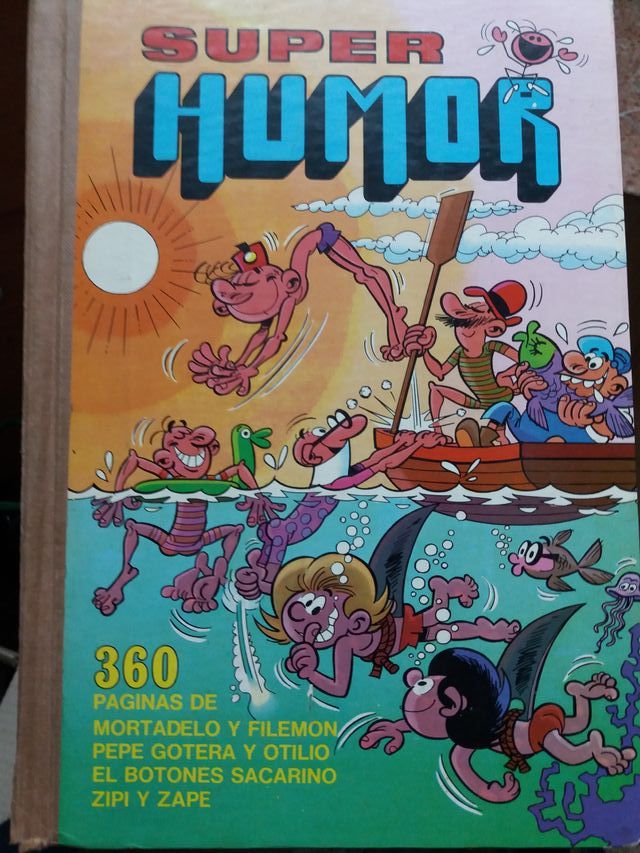 SUPER
HUMOR
360
PAGINAS DE
MORTADELO Y FILEMON
PEPE GOTERA Y OTILIO
EL BOTONES SACARINO
ZIPI Y ZAPE